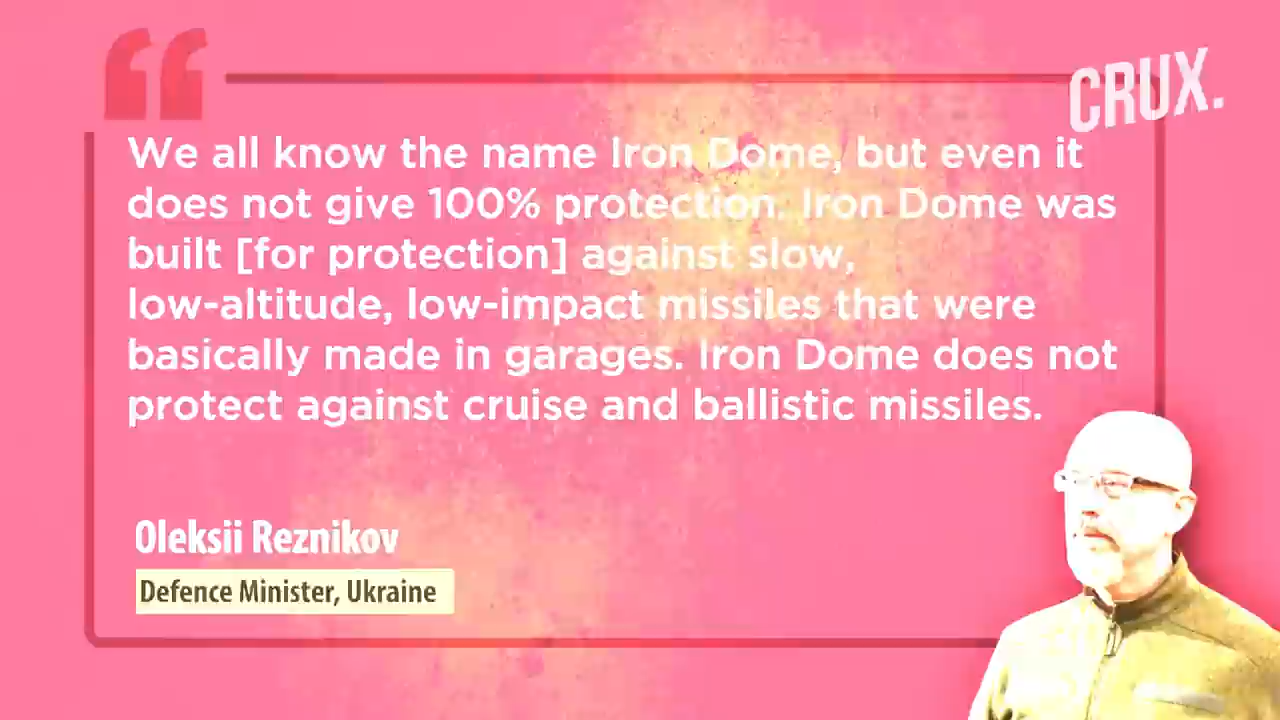 CRUX.
We all know the name Iron Dome, but even it
does not give 100% protection. Iron Dome was
built [for protection] against slow,
low-altitude, low-impact missiles that were
basically made in garages. Iron Dome does not
protect against cruise and ballistic missiles.
Oleksii Reznikov
Defence Minister, Ukraine